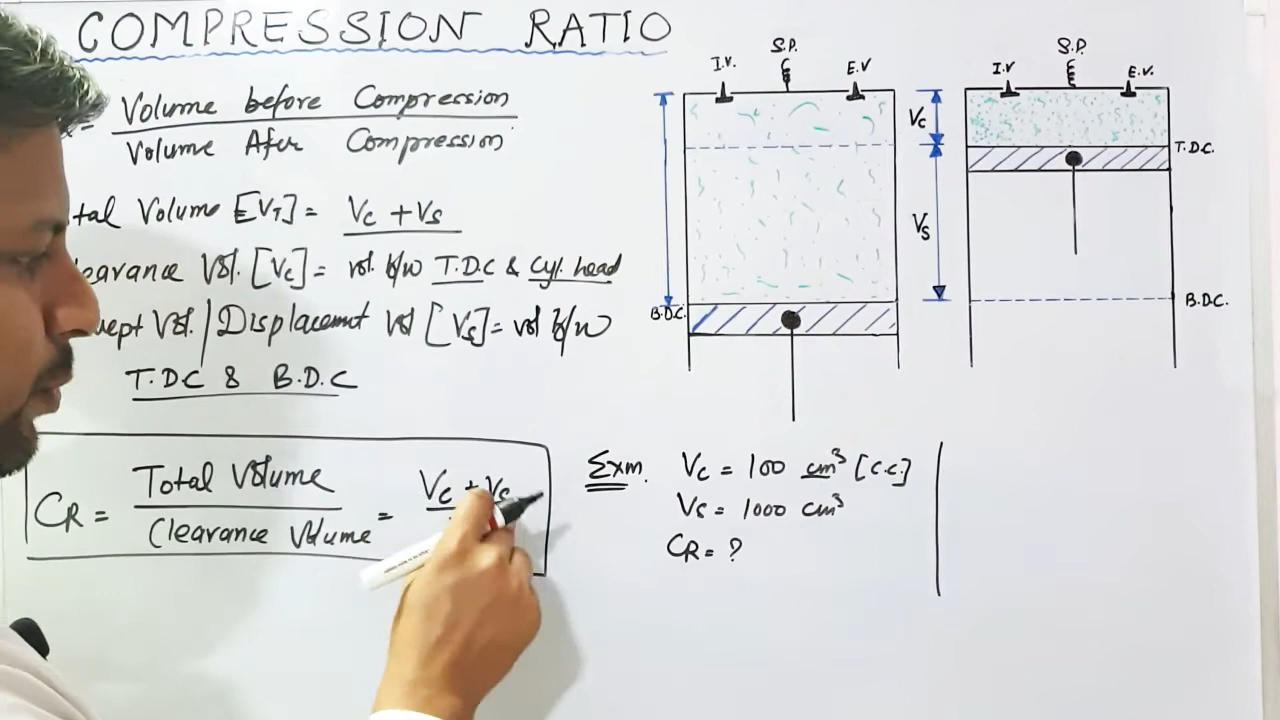 COMPRESSION RATIO
= Volume before Compression
Volume After Compression
tal Volume [VT] = Vc + Vs
learance Vol. [Vc] = vol. b/w T.D.C & Cyl. head
wept Vol. / Displacement vol [Vs] = vol b/w
T.D.C & B.D.C
CR = Total Volume / Clearance Volume = Vc + Vs
I.V. S.P. E.V
Vc
Vs
B.D.C.
I.V S.P. E.V.
T.D.C.
B.D.C.
Exm. Vc = 100 cm³ [c.c.]
Vs = 1000 cm³
CR = ?